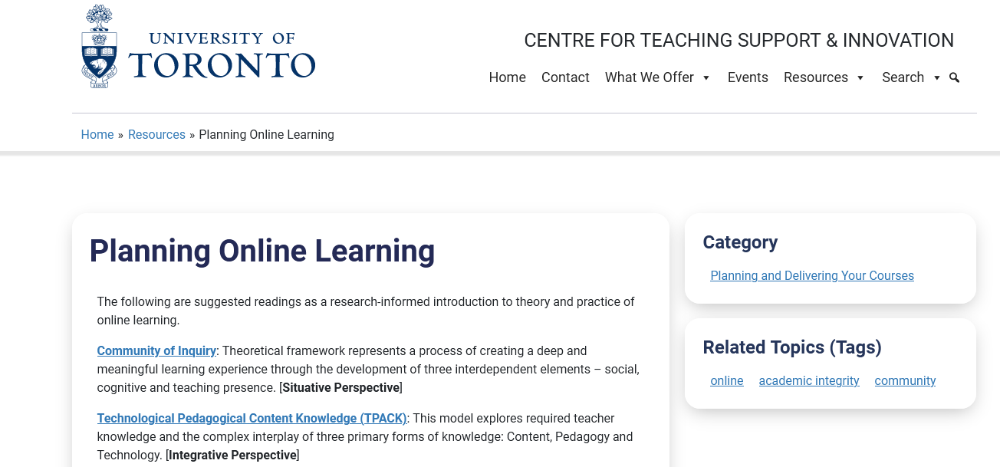 UNIVERSITY OF
TORONTO
CENTRE FOR TEACHING SUPPORT & INNOVATION
Home Contact What We Offer Events Resources Search
Home » Resources » Planning Online Learning
Planning Online Learning
The following are suggested readings as a research-informed introduction to theory and practice of
online learning.
Community of Inquiry: Theoretical framework represents a process of creating a deep and
meaningful learning experience through the development of three interdependent elements – social,
cognitive and teaching presence. [Situative Perspective]
Technological Pedagogical Content Knowledge (TPACK): This model explores required teacher
knowledge and the complex interplay of three primary forms of knowledge: Content, Pedagogy and
Technology. [Integrative Perspective]
Category
Planning and Delivering Your Courses
Related Topics (Tags)
online academic integrity community